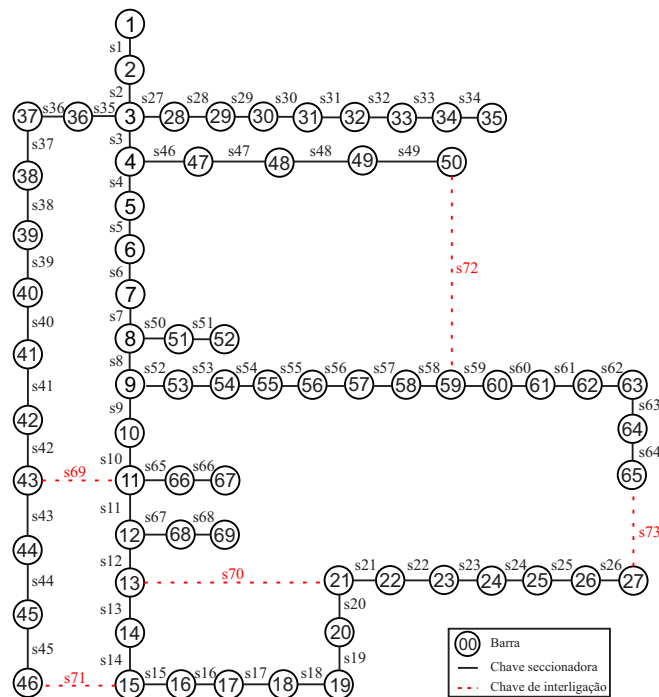 1
s1
2
s2
37 s36 36 s35 3 s27 28 s28 29 s29 30 s30 31 s31 32 s32 33 s33 34 s34 35
s37 s3
38 4 s46 47 s47 48 s48 49 s49 50
s4
s38 5
39 s5
6
s39 s6 s72
40 7
s40 s7
8 s50 51 s51 52
41 s8
s41 9 s52 53 s53 54 s54 55 s55 56 s56 57 s57 58 s58 59 s59 60 s60 61 s61 62 s62 63
s9 s63
42 10 64
s42 s10 s64
43 s69 11 s65 66 s66 67 65
s43 s11
44 12 s67 68 s68 69 s73
s44 s12
13 s70 21 s21 22 s22 23 s23 24 s24 25 s25 26 s26 27
45 s13 s20
14 20
s45 s14 s19
46 s71 15 s15 16 s16 17 s17 18 s18 19
00 Barra
Chave seccionadora
Chave de interligação